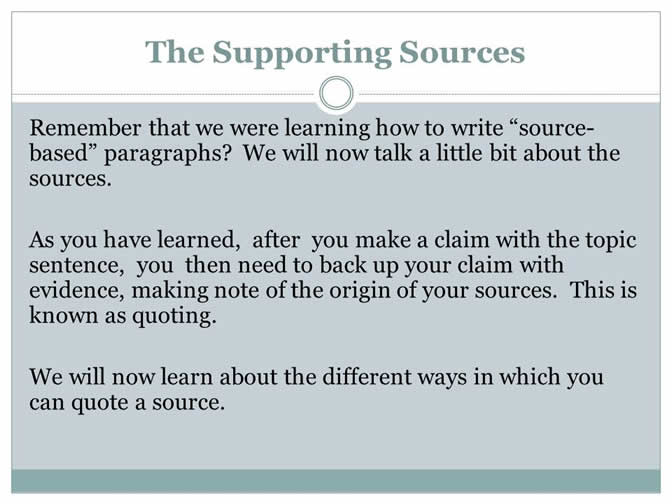 The Supporting Sources
Remember that we were learning how to write “source-
based” paragraphs?  We will now talk a little bit about the
sources.
As you have learned,  after  you make a claim with the topic
sentence,  you  then need to back up your claim with
evidence, making note of the origin of your sources.  This is
known as quoting.
We will now learn about the different ways in which you
can quote a source.